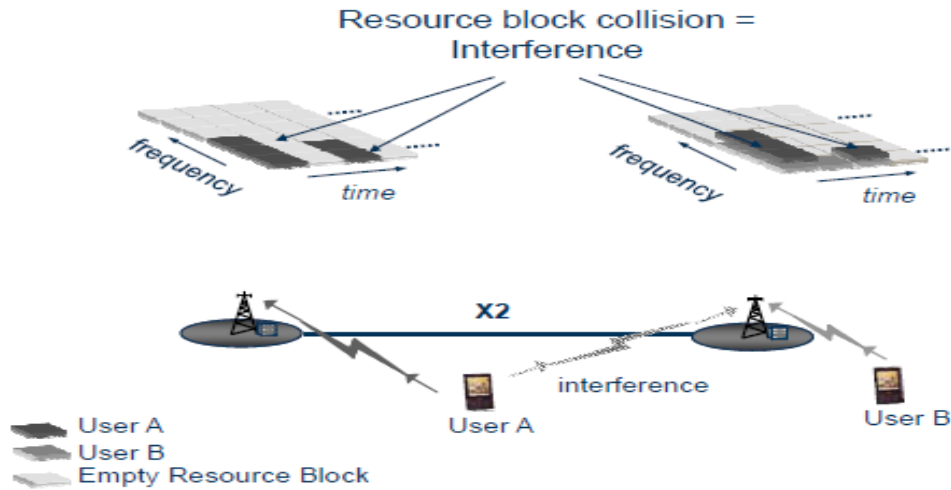 Resource block collision =
Interference
frequency
time
frequency
time
X2
interference
User A
User B
User A
User B
Empty Resource Block